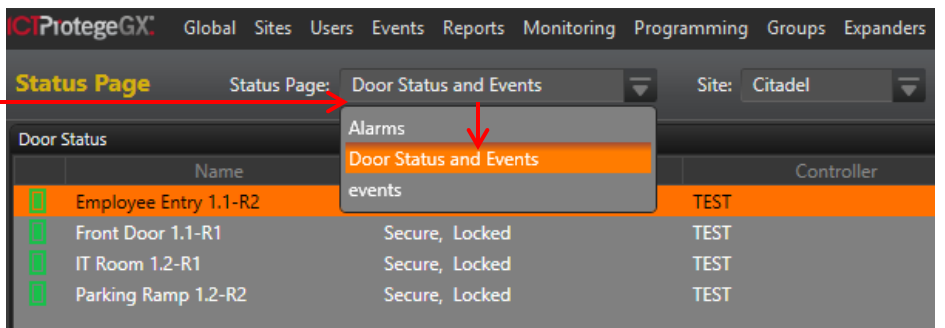 ICT ProtegeGX Global Sites Users Events Reports Monitoring Programming Groups Expanders
Status Page Status Page: Door Status and Events Site: Citadel
Alarms
Door Status and Events
events
Door Status
Name Controller
Employee Entry 1.1-R2 TEST
Front Door 1.1-R1 Secure, Locked TEST
IT Room 1.2-R1 Secure, Locked TEST
Parking Ramp 1.2-R2 Secure, Locked TEST